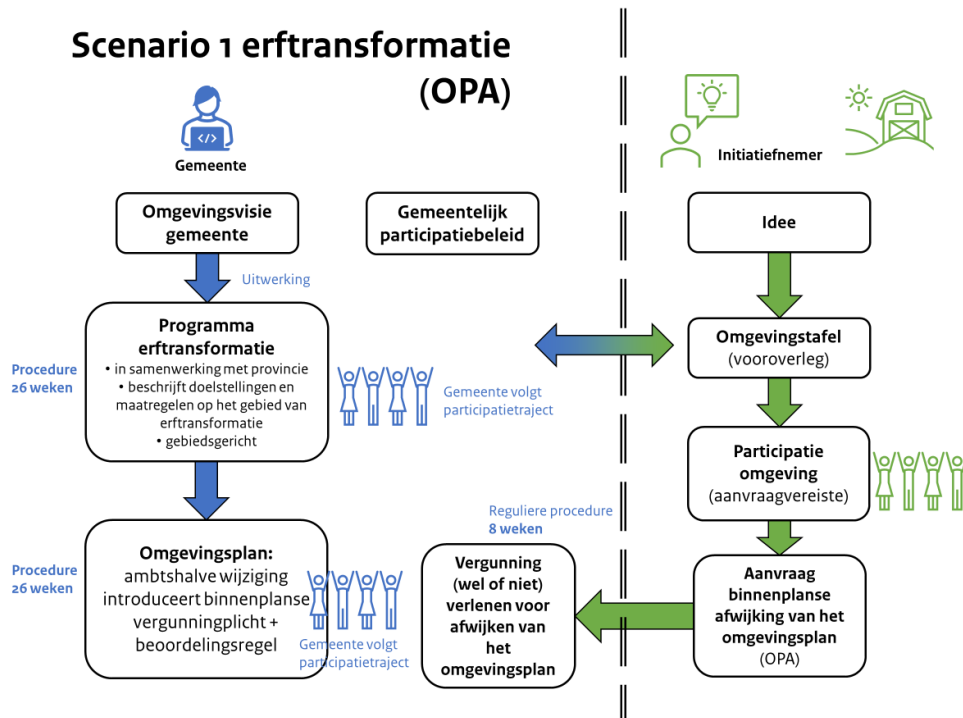 Scenario 1 erftransformatie
(OPA)
</>
Gemeente
Initiatiefnemer
Omgevingsvisie
gemeente
Gemeentelijk
participatiebeleid
Idee
Uitwerking
Programma
erftransformatie
• in samenwerking met provincie
• beschrijft doelstellingen en
maatregelen op het gebied van
erftransformatie
• gebiedsgericht
Procedure
26 weken
Gemeente volgt
participatietraject
Omgevingstafel
(vooroverleg)
Participatie
omgeving
(aanvraagvereiste)
Reguliere procedure
8 weken
Procedure
26 weken
Omgevingsplan:
ambtshalve wijziging
introduceert binnenplanse
vergunningplicht +
beoordelingsregel
Gemeente volgt
participatietraject
Vergunning
(wel of niet)
verlenen voor
afwijken van
het
omgevingsplan
Aanvraag
binnenplanse
afwijking van het
omgevingsplan
(OPA)